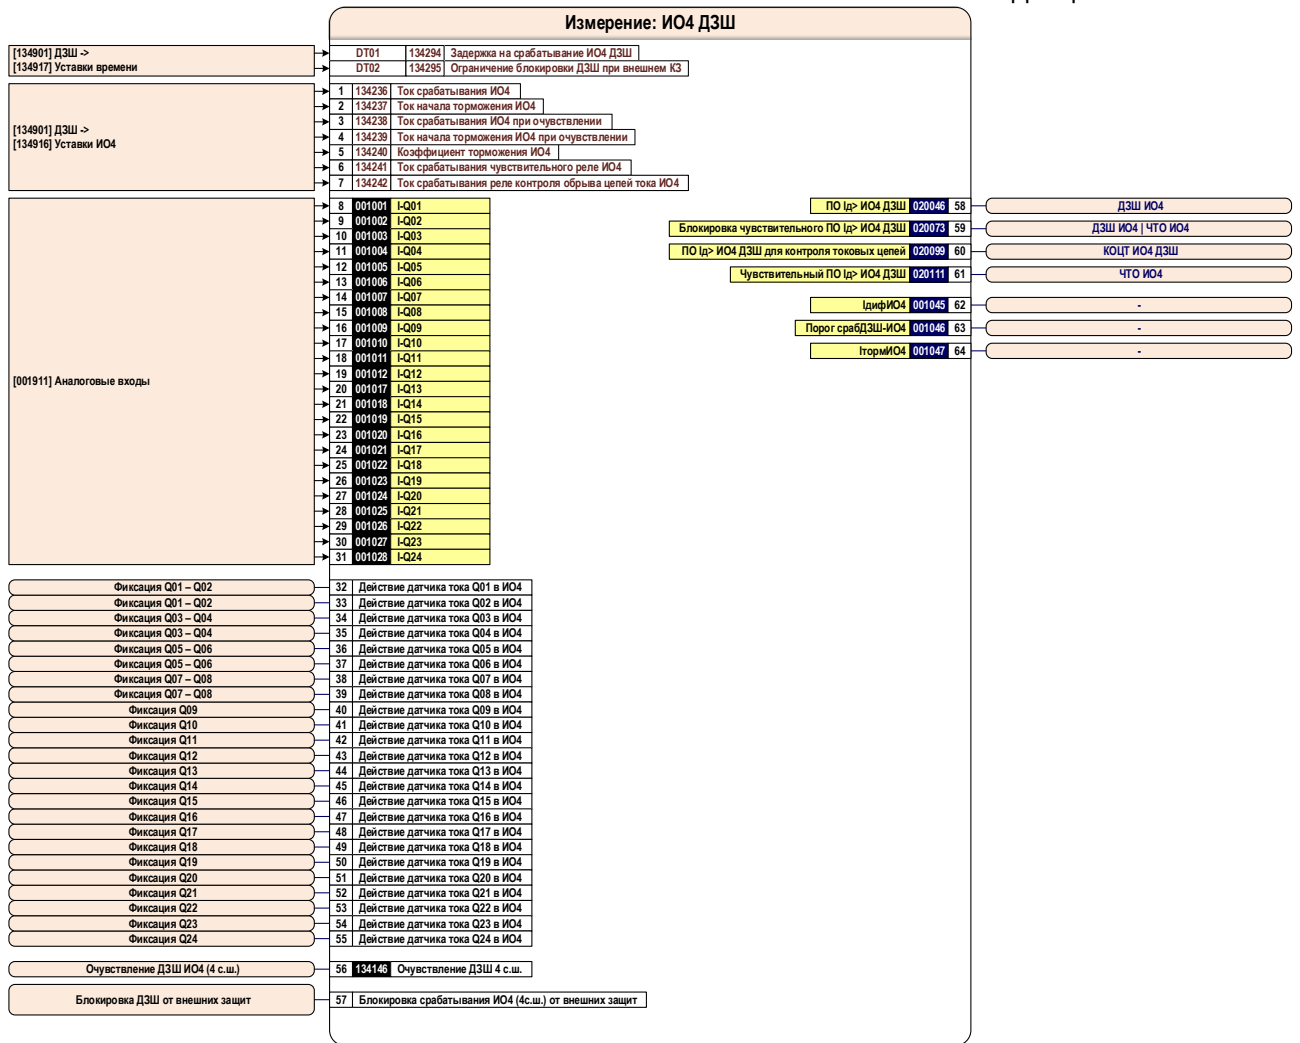 Измерение: ИО4 ДЗШ
[134901] ДЗШ ->
[134917] Уставки времени
DT01 134294 Задержка на срабатывание ИО4 ДЗШ
DT02 134295 Ограничение блокировки ДЗШ при внешнем КЗ
[134901] ДЗШ ->
[134916] Уставки ИО4
1 134236 Ток срабатывания ИО4
2 134237 Ток начала торможения ИО4
3 134238 Ток срабатывания ИО4 при очувствлении
4 134239 Ток начала торможения ИО4 при очувствлении
5 134240 Коэффициент торможения ИО4
6 134241 Ток срабатывания чувствительного реле ИО4
7 134242 Ток срабатывания реле контроля обрыва цепей тока ИО4
[001911] Аналоговые входы
8 001001 I-Q01
9 001002 I-Q02
10 001003 I-Q03
11 001004 I-Q04
12 001005 I-Q05
13 001006 I-Q06
14 001007 I-Q07
15 001008 I-Q08
16 001009 I-Q09
17 001010 I-Q10
18 001011 I-Q11
19 001012 I-Q12
20 001017 I-Q13
21 001018 I-Q14
22 001019 I-Q15
23 001020 I-Q16
24 001021 I-Q17
25 001022 I-Q18
26 001023 I-Q19
27 001024 I-Q20
28 001025 I-Q21
29 001026 I-Q22
30 001027 I-Q23
31 001028 I-Q24
ПО Iд> ИО4 ДЗШ 020046 58 ДЗШ ИО4
Блокировка чувствительного ПО Iд> ИО4 ДЗШ 020073 59 ДЗШ ИО4 | ЧТО ИО4
ПО Iд> ИО4 ДЗШ для контроля токовых цепей 020099 60 КОЦТ ИО4 ДЗШ
Чувствительный ПО Iд> ИО4 ДЗШ 020111 61 ЧТО ИО4
IдифИО4 001045 62 -
Порог срабДЗШ-ИО4 001046 63 -
IтормИО4 001047 64 -
Фиксация Q01 – Q02 32 Действие датчика тока Q01 в ИО4
Фиксация Q01 – Q02 33 Действие датчика тока Q02 в ИО4
Фиксация Q03 – Q04 34 Действие датчика тока Q03 в ИО4
Фиксация Q03 – Q04 35 Действие датчика тока Q04 в ИО4
Фиксация Q05 – Q06 36 Действие датчика тока Q05 в ИО4
Фиксация Q05 – Q06 37 Действие датчика тока Q06 в ИО4
Фиксация Q07 – Q08 38 Действие датчика тока Q07 в ИО4
Фиксация Q07 – Q08 39 Действие датчика тока Q08 в ИО4
Фиксация Q09 40 Действие датчика тока Q09 в ИО4
Фиксация Q10 41 Действие датчика тока Q10 в ИО4
Фиксация Q11 42 Действие датчика тока Q11 в ИО4
Фиксация Q12 43 Действие датчика тока Q12 в ИО4
Фиксация Q13 44 Действие датчика тока Q13 в ИО4
Фиксация Q14 45 Действие датчика тока Q14 в ИО4
Фиксация Q15 46 Действие датчика тока Q15 в ИО4
Фиксация Q16 47 Действие датчика тока Q16 в ИО4
Фиксация Q17 48 Действие датчика тока Q17 в ИО4
Фиксация Q18 49 Действие датчика тока Q18 в ИО4
Фиксация Q19 50 Действие датчика тока Q19 в ИО4
Фиксация Q20 51 Действие датчика тока Q20 в ИО4
Фиксация Q21 52 Действие датчика тока Q21 в ИО4
Фиксация Q22 53 Действие датчика тока Q22 в ИО4
Фиксация Q23 54 Действие датчика тока Q23 в ИО4
Фиксация Q24 55 Действие датчика тока Q24 в ИО4
Очувствление ДЗШ ИО4 (4 с.ш.) 56 134146 Очувствление ДЗШ 4 с.ш.
Блокировка ДЗШ от внешних защит 57 Блокировка срабатывания ИО4 (4с.ш.) от внешних защит